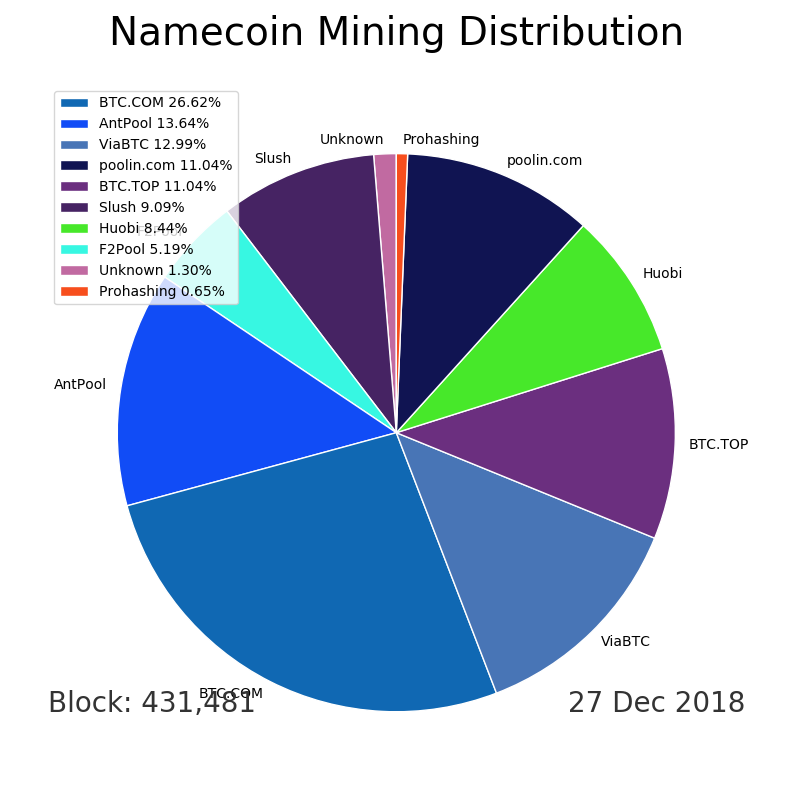 Namecoin Mining Distribution
BTC.COM 26.62%
AntPool 13.64%
ViaBTC 12.99%
poolin.com 11.04%
BTC.TOP 11.04%
Slush 9.09%
Huobi 8.44%
F2Pool 5.19%
Unknown 1.30%
Prohashing 0.65%
Unknown
Prohashing
Slush
poolin.com
F2Pool
Huobi
AntPool
BTC.TOP
ViaBTC
BTC.COM
Block: 431,481
27 Dec 2018